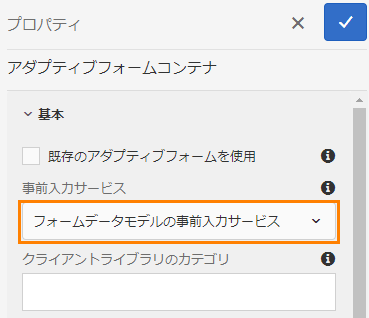 プロパティ
アダプティブフォームコンテナ
基本
既存のアダプティブフォームを使用
事前入力サービス
フォームデータモデルの事前入力サービス
クライアントライブラリのカテゴリ